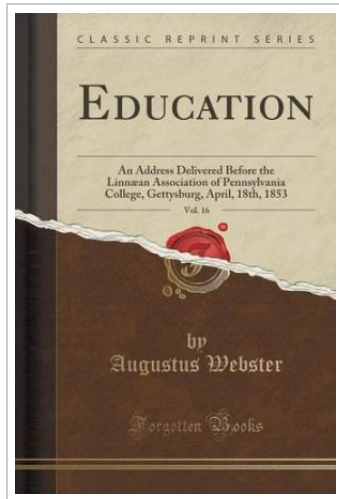 CLASSIC REPRINT SERIES
EDUCATION
An Address Delivered Before the
Linnæan Association of Pennsylvania
College, Gettysburg, April, 18th, 1853
Vol. 16
by
Augustus Webster
Forgotten Books